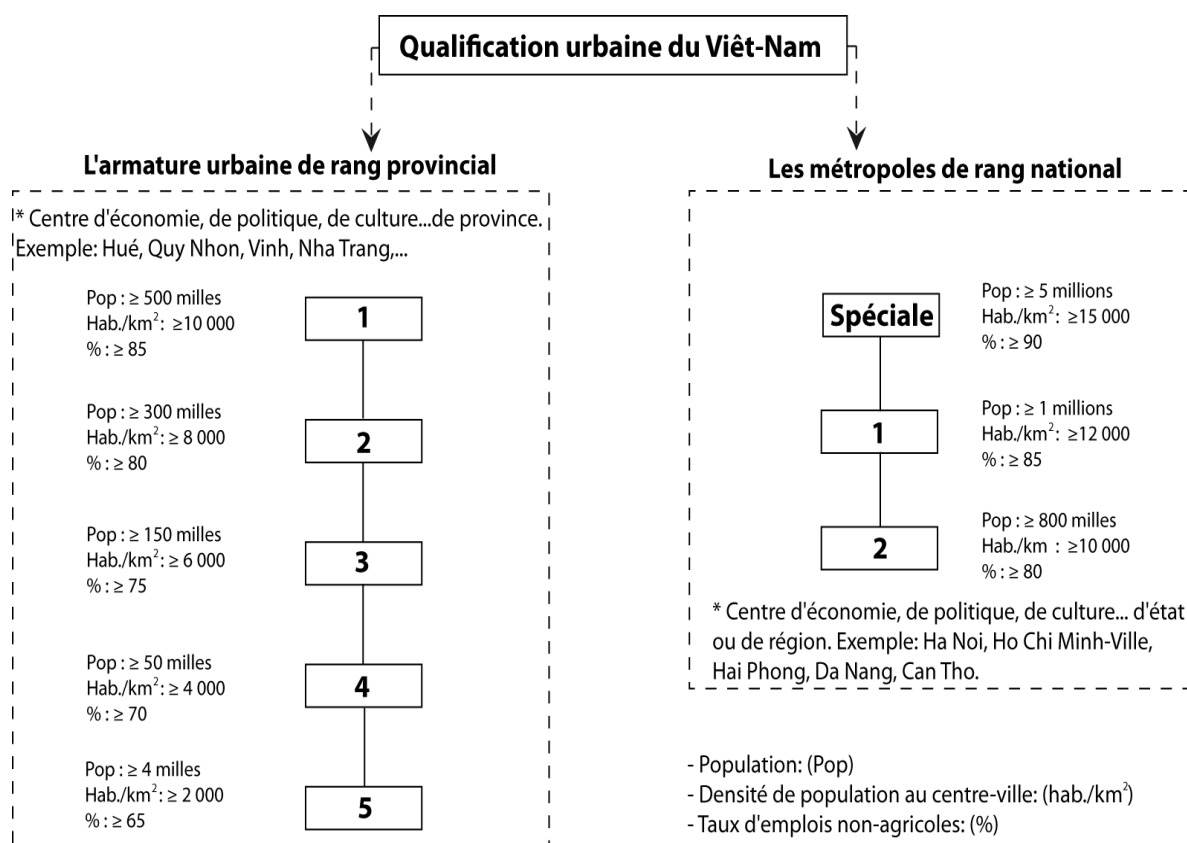 Qualification urbaine du Viêt-Nam
L'armature urbaine de rang provincial
* Centre d'économie, de politique, de culture...de province.
Exemple: Hué, Quy Nhon, Vinh, Nha Trang,...
Pop : ≥ 500 milles
Hab./km²: ≥10 000
% : ≥ 85
1
Pop : ≥ 300 milles
Hab./km²: ≥ 8 000
% : ≥ 80
2
Pop : ≥ 150 milles
Hab./km²: ≥ 6 000
% : ≥ 75
3
Pop : ≥ 50 milles
Hab./km²: ≥ 4 000
% : ≥ 70
4
Pop : ≥ 4 milles
Hab./km²: ≥ 2 000
% : ≥ 65
5
Les métropoles de rang national
Spéciale
Pop : ≥ 5 millions
Hab./km²: ≥15 000
% : ≥ 90
1
Pop : ≥ 1 millions
Hab./km²: ≥12 000
% : ≥ 85
2
Pop : ≥ 800 milles
Hab./km : ≥10 000
% : ≥ 80
* Centre d'économie, de politique, de culture... d'état
ou de région. Exemple: Ha Noi, Ho Chi Minh-Ville,
Hai Phong, Da Nang, Can Tho.
- Population: (Pop)
- Densité de population au centre-ville: (hab./km²)
- Taux d'emplois non-agricoles: (%)